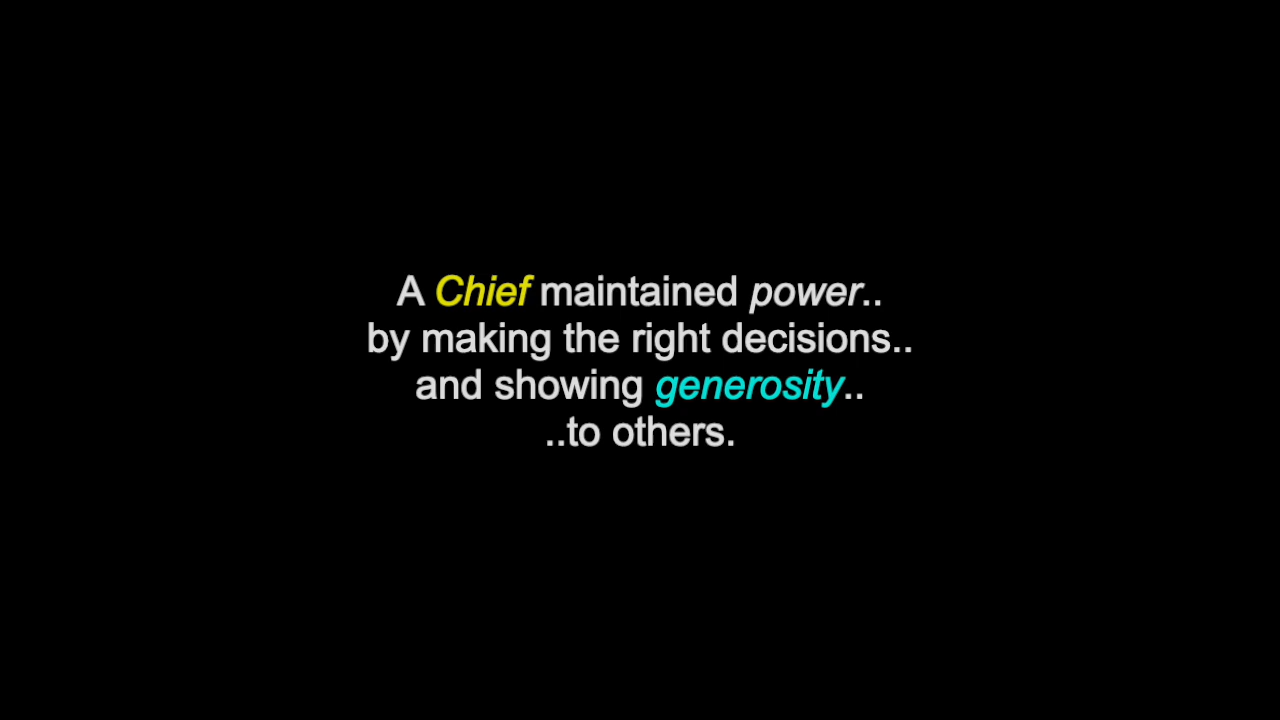 A Chief maintained power..
by making the right decisions..
and showing generosity..
..to others.